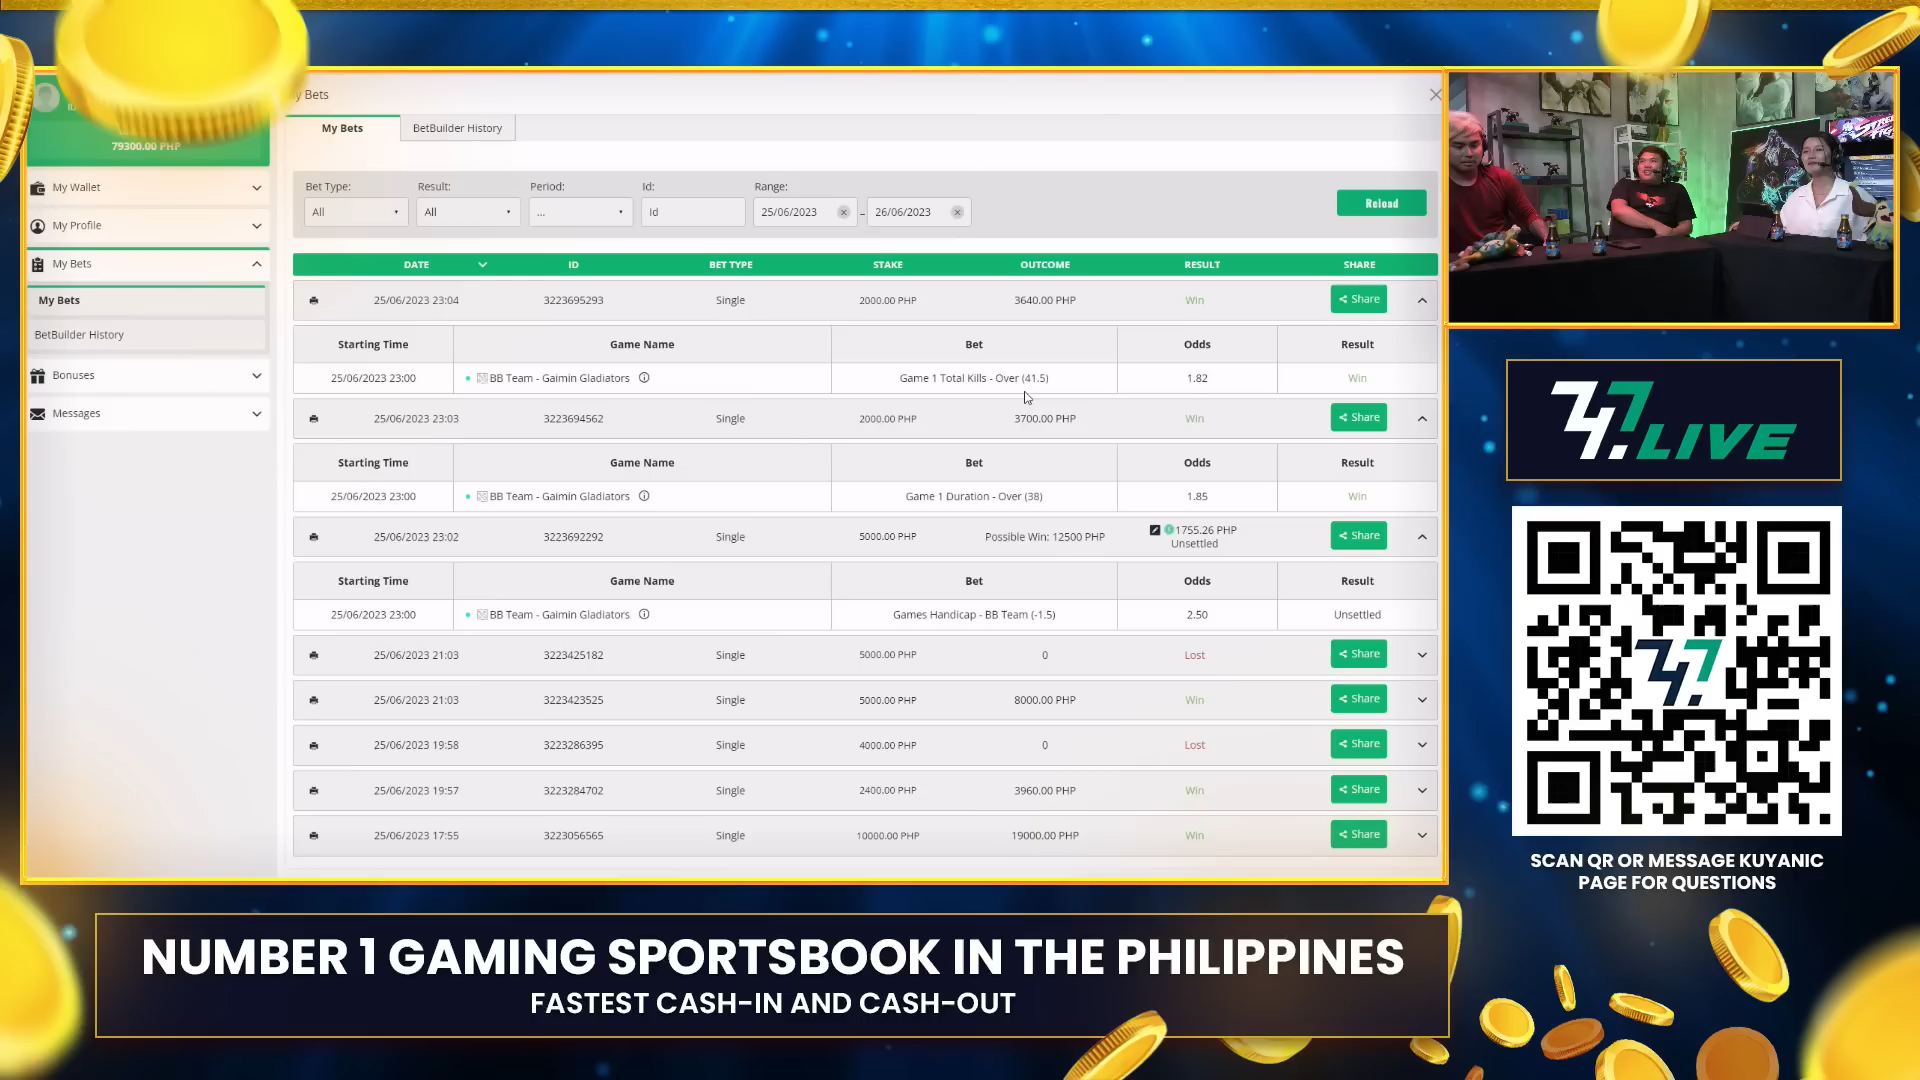 My Bets
My Bets BetBuilder History
79300.00 PHP
My Wallet
My Profile
My Bets
My Bets
BetBuilder History
Bonuses
Messages
Bet Type: Result: Period: Id: Range:
All All ... Id 25/06/2023 – 26/06/2023 Reload
DATE ID BET TYPE STAKE OUTCOME RESULT SHARE
25/06/2023 23:04 3223695293 Single 2000.00 PHP 3640.00 PHP Win Share
Starting Time Game Name Bet Odds Result
25/06/2023 23:00 BB Team - Gaimin Gladiators Game 1 Total Kills - Over (41.5) 1.82 Win
25/06/2023 23:03 3223694562 Single 2000.00 PHP 3700.00 PHP Win Share
Starting Time Game Name Bet Odds Result
25/06/2023 23:00 BB Team - Gaimin Gladiators Game 1 Duration - Over (38) 1.85 Win
25/06/2023 23:02 3223692292 Single 5000.00 PHP Possible Win: 12500 PHP 1755.26 PHP Unsettled Share
Starting Time Game Name Bet Odds Result
25/06/2023 23:00 BB Team - Gaimin Gladiators Games Handicap - BB Team (-1.5) 2.50 Unsettled
25/06/2023 21:03 3223425182 Single 5000.00 PHP 0 Lost Share
25/06/2023 21:03 3223423525 Single 5000.00 PHP 8000.00 PHP Win Share
25/06/2023 19:58 3223286395 Single 4000.00 PHP 0 Lost Share
25/06/2023 19:57 3223284702 Single 2400.00 PHP 3960.00 PHP Win Share
25/06/2023 17:55 3223056565 Single 10000.00 PHP 19000.00 PHP Win Share
747.LIVE
747.
SCAN QR OR MESSAGE KUYANIC
PAGE FOR QUESTIONS
NUMBER 1 GAMING SPORTSBOOK IN THE PHILIPPINES
FASTEST CASH-IN AND CASH-OUT